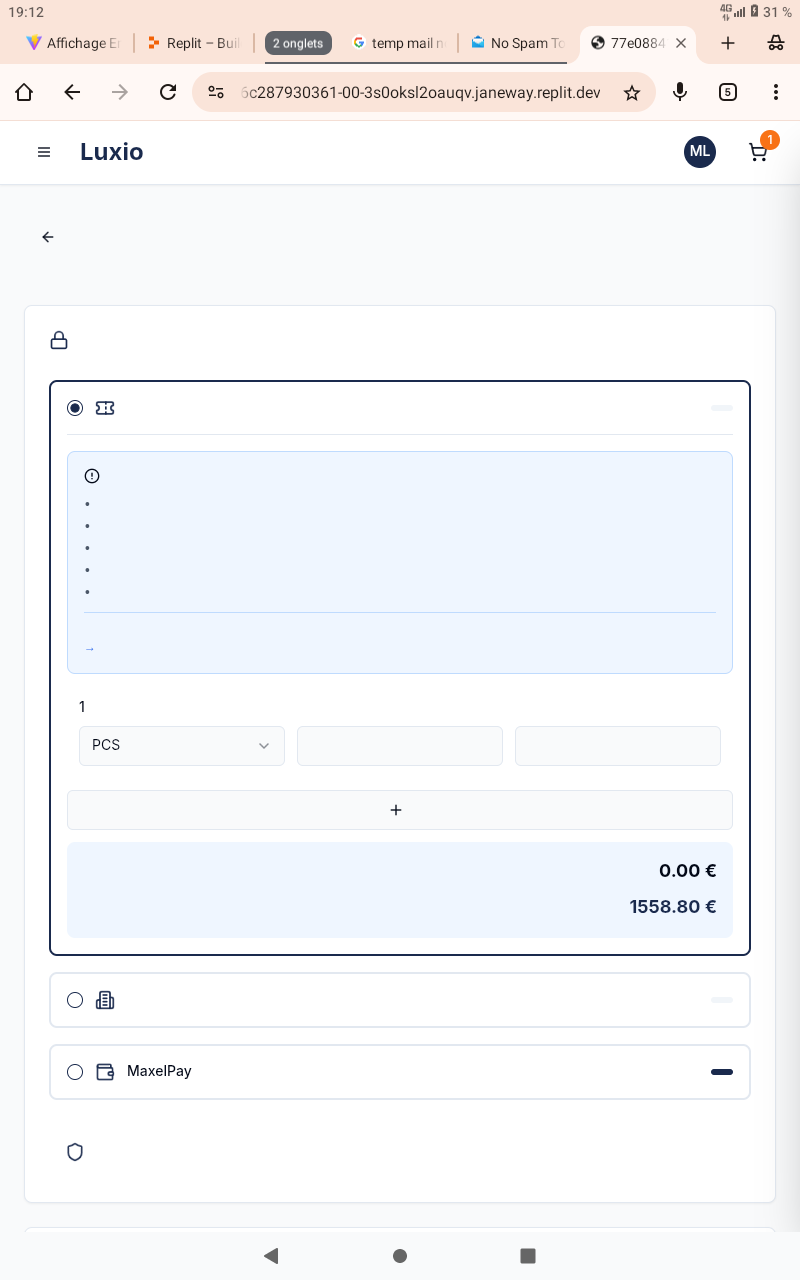 19:12
4G 31 %
Affichage E
Replit – Buil
2 onglets
temp mail n
No Spam To
77e0884
6c287930361-00-3s0oksl2oauqv.janeway.replit.dev
5
Luxio
ML
1
1
PCS
0.00 €
1558.80 €
MaxelPay